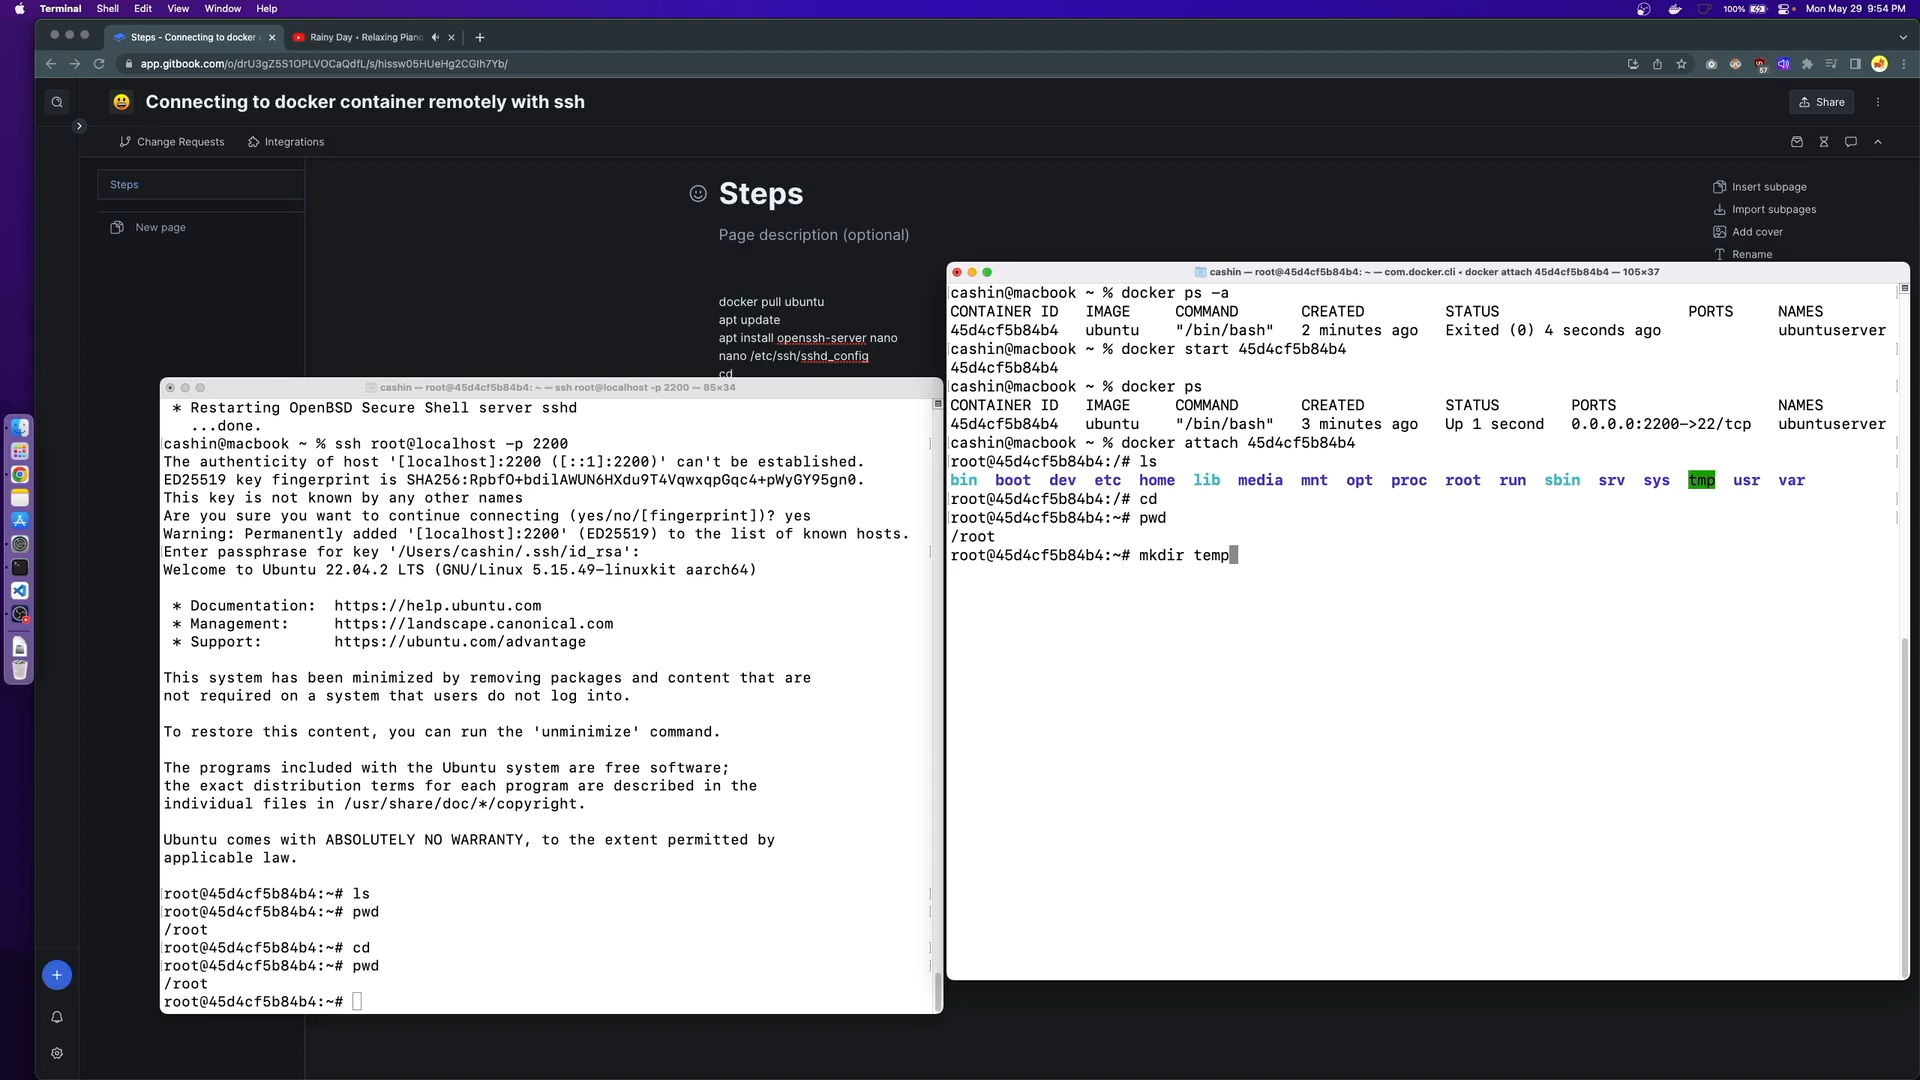 Terminal Shell Edit View Window Help
100% Mon May 29 9:54 PM
Steps - Connecting to docker
Rainy Day • Relaxing Piano
app.gitbook.com/o/drU3gZ5S1OPLVOCaQdfL/s/hissw05HUeHg2CGIh7Yb/
57
Connecting to docker container remotely with ssh
Share
Change Requests Integrations
Steps
New page
Steps
Page description (optional)
Insert subpage
Import subpages
Add cover
Rename
docker pull ubuntu
apt update
apt install openssh-server nano
nano /etc/ssh/sshd_config
cd
cashin — root@45d4cf5b84b4: ~ — ssh root@localhost -p 2200 — 85×34
* Restarting OpenBSD Secure Shell server sshd
...done.
cashin@macbook ~ % ssh root@localhost -p 2200
The authenticity of host '[localhost]:2200 ([::1]:2200)' can't be established.
ED25519 key fingerprint is SHA256:RpbfO+bdilAWUN6HXdu9T4VqwxqpGqc4+pWyGY95gn0.
This key is not known by any other names
Are you sure you want to continue connecting (yes/no/[fingerprint])? yes
Warning: Permanently added '[localhost]:2200' (ED25519) to the list of known hosts.
Enter passphrase for key '/Users/cashin/.ssh/id_rsa':
Welcome to Ubuntu 22.04.2 LTS (GNU/Linux 5.15.49-linuxkit aarch64)
* Documentation: https://help.ubuntu.com
* Management: https://landscape.canonical.com
* Support: https://ubuntu.com/advantage
This system has been minimized by removing packages and content that are
not required on a system that users do not log into.
To restore this content, you can run the 'unminimize' command.
The programs included with the Ubuntu system are free software;
the exact distribution terms for each program are described in the
individual files in /usr/share/doc/*/copyright.
Ubuntu comes with ABSOLUTELY NO WARRANTY, to the extent permitted by
applicable law.
root@45d4cf5b84b4:~# ls
root@45d4cf5b84b4:~# pwd
/root
root@45d4cf5b84b4:~# cd
root@45d4cf5b84b4:~# pwd
/root
root@45d4cf5b84b4:~#
cashin — root@45d4cf5b84b4: ~ — com.docker.cli ◂ docker attach 45d4cf5b84b4 — 105×37
cashin@macbook ~ % docker ps -a
CONTAINER ID IMAGE COMMAND CREATED STATUS PORTS NAMES
45d4cf5b84b4 ubuntu "/bin/bash" 2 minutes ago Exited (0) 4 seconds ago ubuntuserver
cashin@macbook ~ % docker start 45d4cf5b84b4
45d4cf5b84b4
cashin@macbook ~ % docker ps
CONTAINER ID IMAGE COMMAND CREATED STATUS PORTS NAMES
45d4cf5b84b4 ubuntu "/bin/bash" 3 minutes ago Up 1 second 0.0.0.0:2200->22/tcp ubuntuserver
cashin@macbook ~ % docker attach 45d4cf5b84b4
root@45d4cf5b84b4:/# ls
bin boot dev etc home lib media mnt opt proc root run sbin srv sys tmp usr var
root@45d4cf5b84b4:/# cd
root@45d4cf5b84b4:~# pwd
/root
root@45d4cf5b84b4:~# mkdir temp